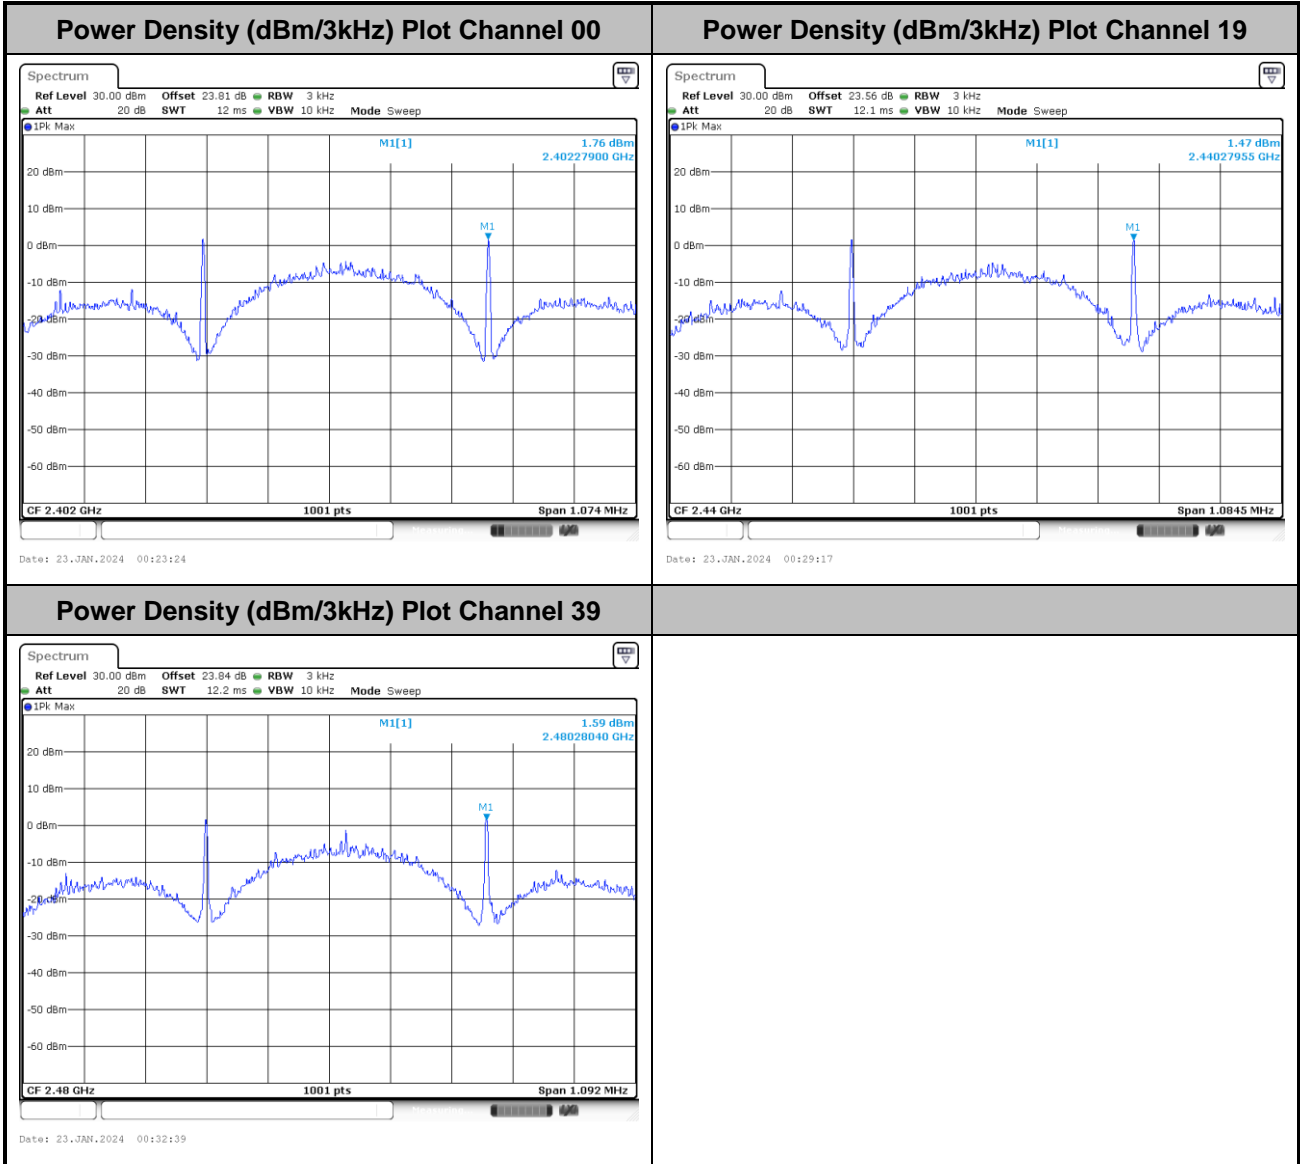 Power Density (dBm/3kHz) Plot Channel 00
Spectrum
Ref Level 30.00 dBm Offset 23.81 dB RBW 3 kHz
Att 20 dB SWT 12 ms VBW 10 kHz Mode Sweep
1Pk Max
M1[1] 1.76 dBm
2.40227900 GHz
20 dBm
10 dBm
M1
0 dBm
-10 dBm
-20 dBm
-30 dBm
-40 dBm
-50 dBm
-60 dBm
CF 2.402 GHz 1001 pts Span 1.074 MHz
Measuring...
Date: 23.JAN.2024 00:23:24
Power Density (dBm/3kHz) Plot Channel 19
Spectrum
Ref Level 30.00 dBm Offset 23.56 dB RBW 3 kHz
Att 20 dB SWT 12.1 ms VBW 10 kHz Mode Sweep
1Pk Max
M1[1] 1.47 dBm
2.44027955 GHz
20 dBm
10 dBm
M1
0 dBm
-10 dBm
-20 dBm
-30 dBm
-40 dBm
-50 dBm
-60 dBm
CF 2.44 GHz 1001 pts Span 1.0845 MHz
Measuring...
Date: 23.JAN.2024 00:29:17
Power Density (dBm/3kHz) Plot Channel 39
Spectrum
Ref Level 30.00 dBm Offset 23.84 dB RBW 3 kHz
Att 20 dB SWT 12.2 ms VBW 10 kHz Mode Sweep
1Pk Max
M1[1] 1.59 dBm
2.48028040 GHz
20 dBm
10 dBm
M1
0 dBm
-10 dBm
-20 dBm
-30 dBm
-40 dBm
-50 dBm
-60 dBm
CF 2.48 GHz 1001 pts Span 1.092 MHz
Measuring...
Date: 23.JAN.2024 00:32:39